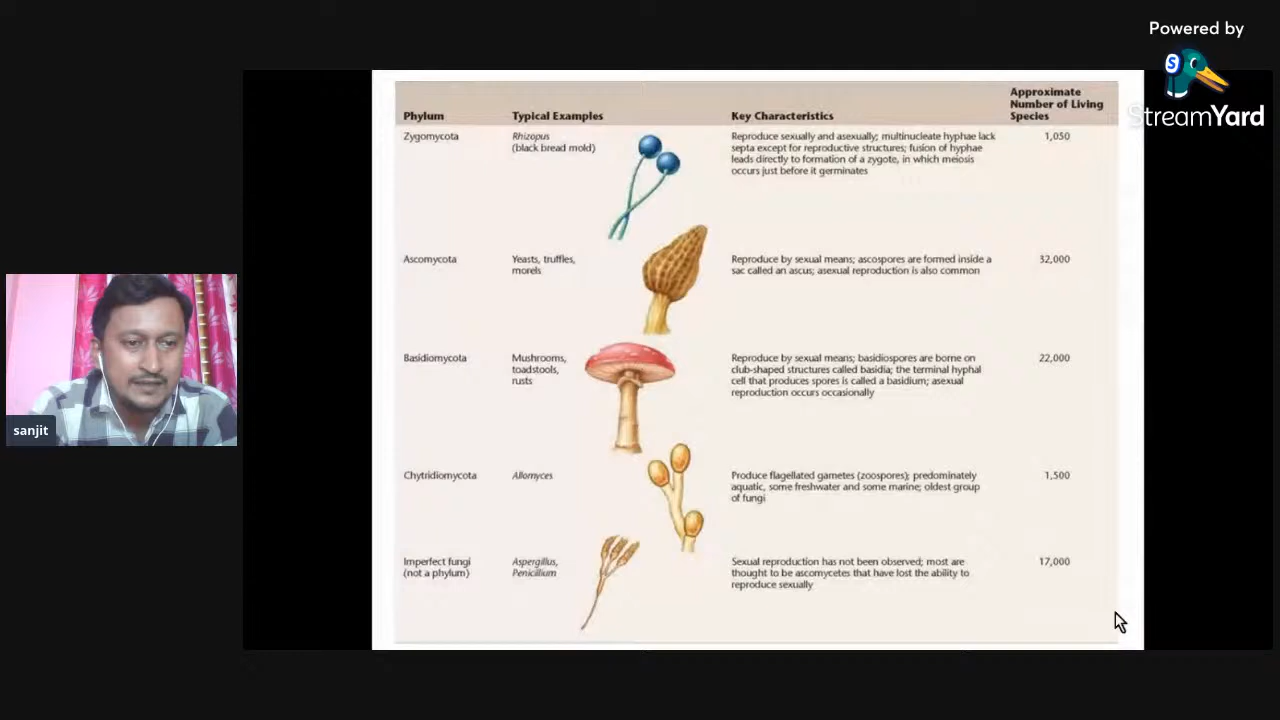 Powered by
S
StreamYard
Approximate
Number of Living
Species
Phylum Typical Examples Key Characteristics
Zygomycota Rhizopus Reproduce sexually and asexually; multinucleate hyphae lack 1,050
(black bread mold) septa except for reproductive structures; fusion of hyphae
leads directly to formation of a zygote, in which meiosis
occurs just before it germinates
Ascomycota Yeasts, truffles, Reproduce by sexual means; ascospores are formed inside a 32,000
morels sac called an ascus; asexual reproduction is also common
Basidiomycota Mushrooms, Reproduce by sexual means; basidiospores are borne on 22,000
toadstools, club-shaped structures called basidia; the terminal hyphal
rusts cell that produces spores is called a basidium; asexual
reproduction occurs occasionally
Chytridiomycota Allomyces Produce flagellated gametes (zoospores); predominately 1,500
aquatic, some freshwater and some marine; oldest group
of fungi
Imperfect fungi Aspergillus, Sexual reproduction has not been observed; most are 17,000
(not a phylum) Penicillium thought to be ascomycetes that have lost the ability to
reproduce sexually
sanjit